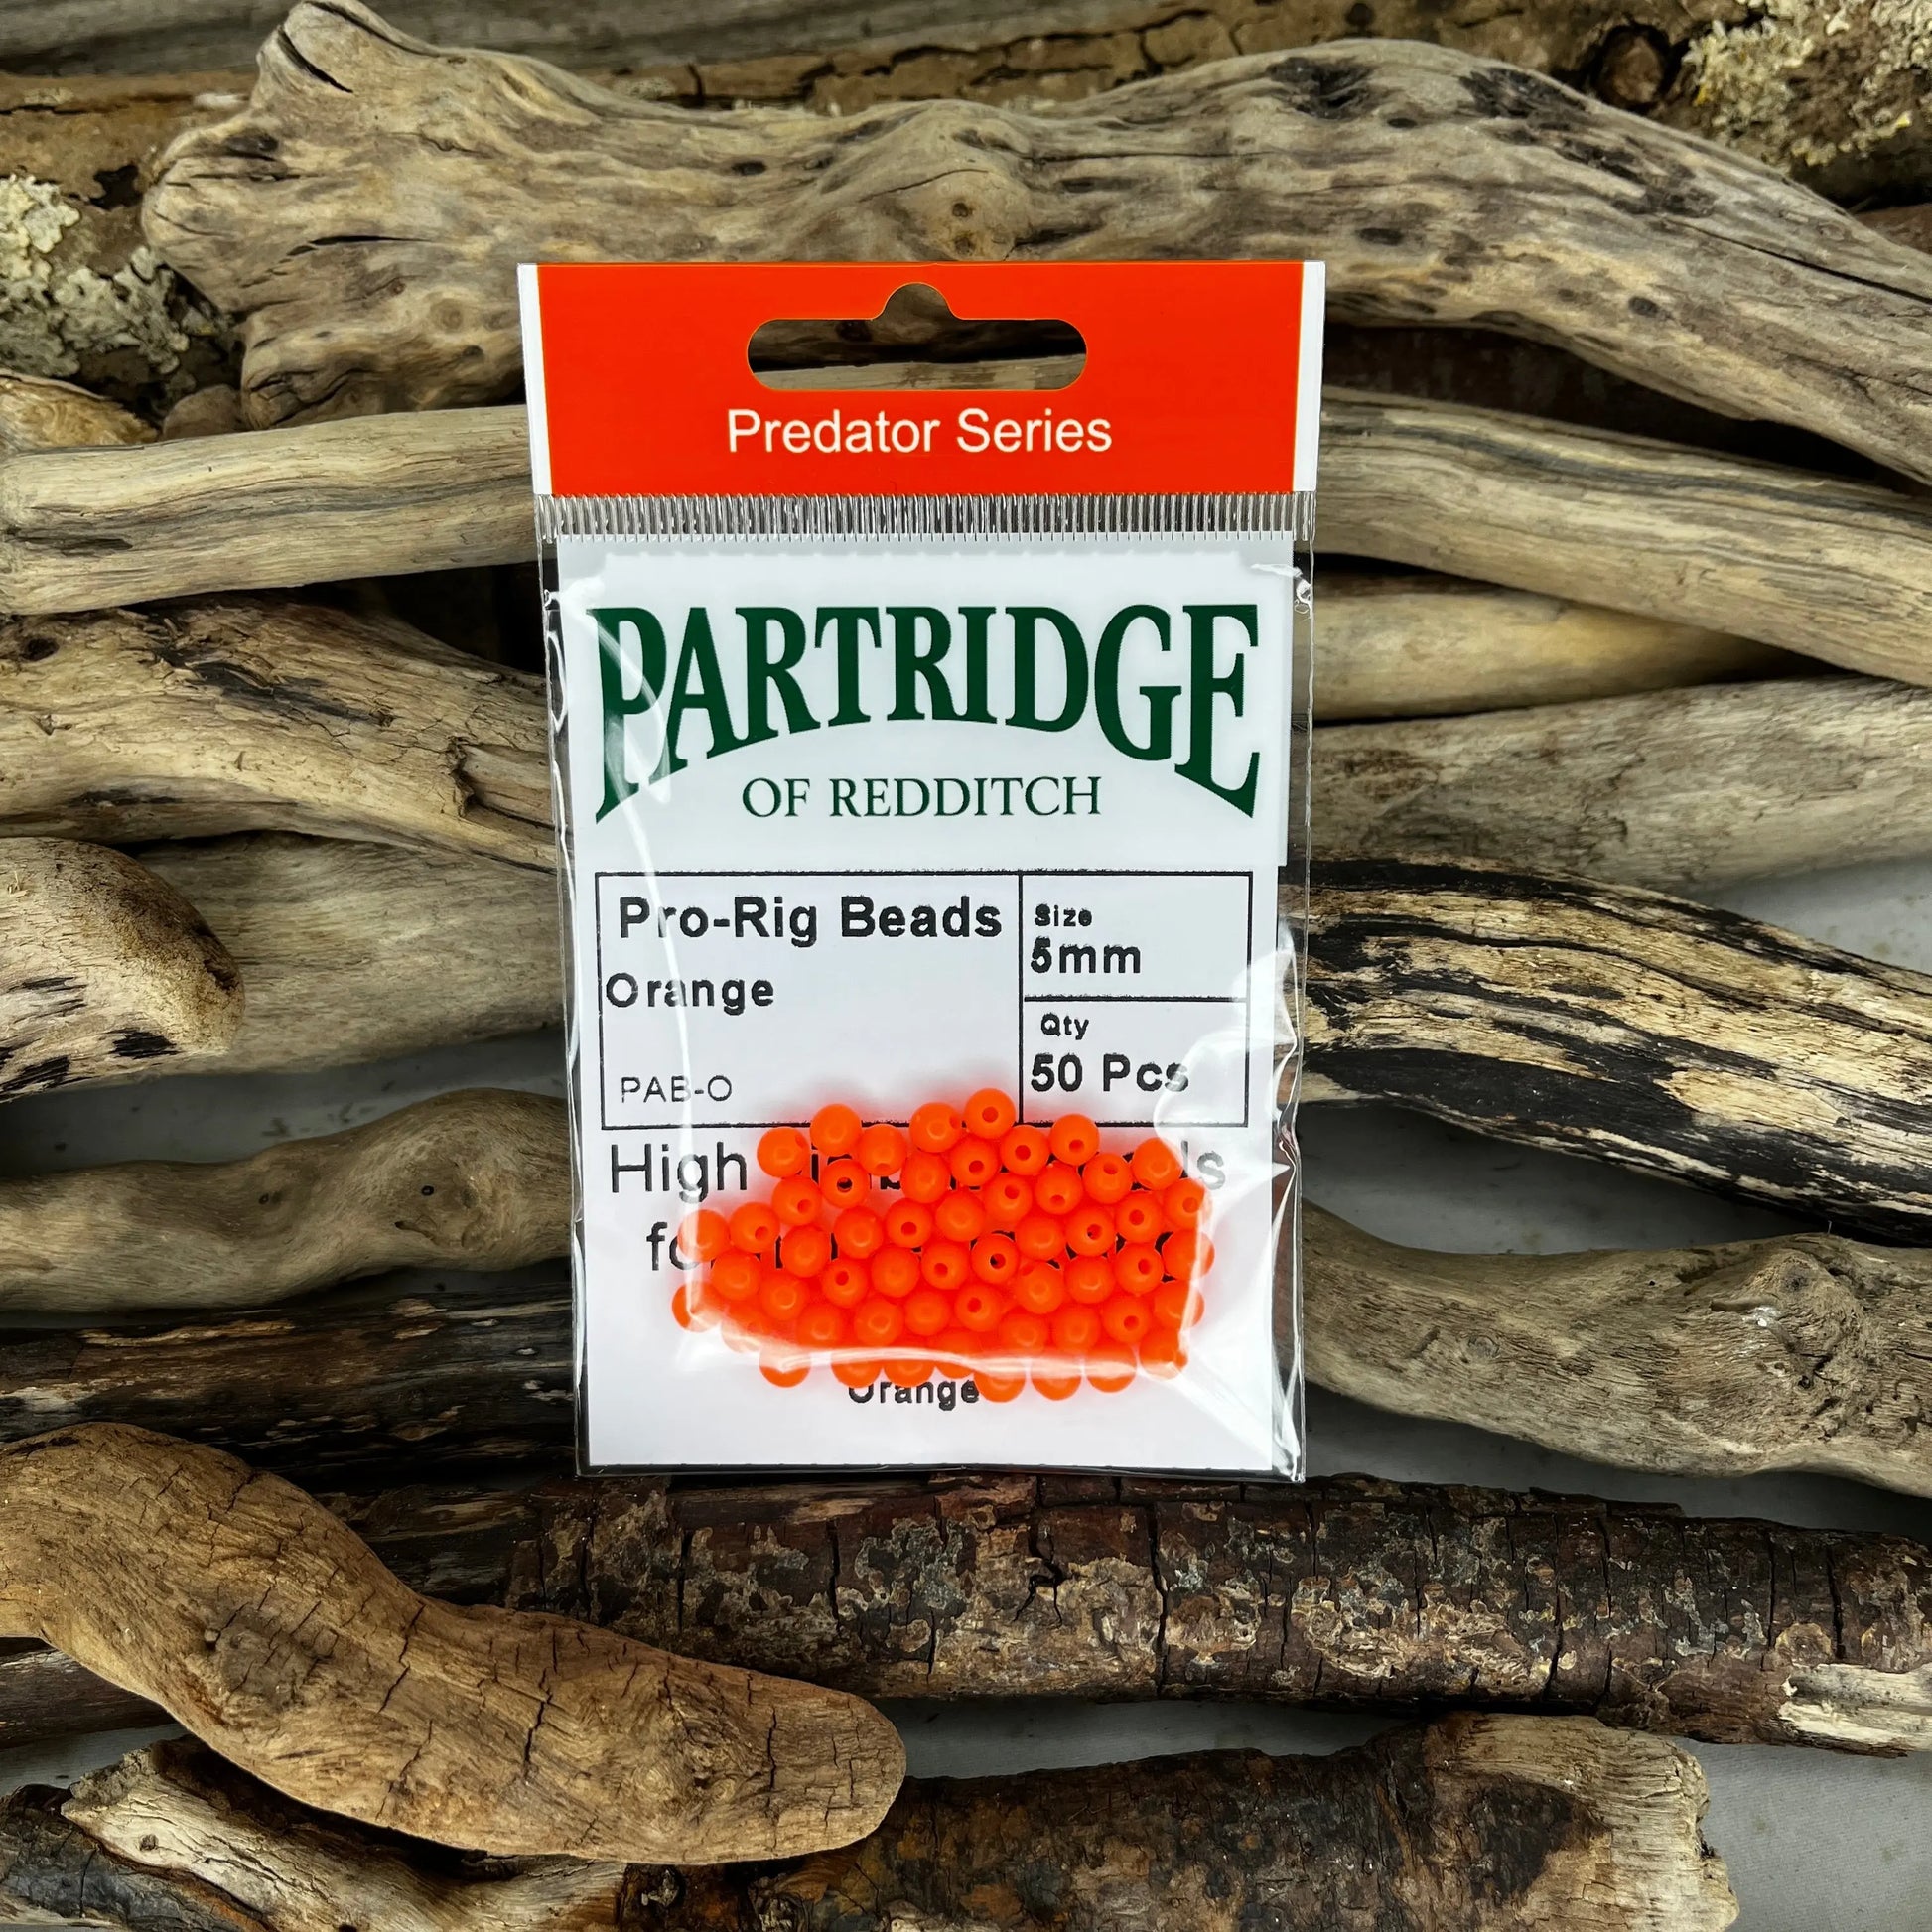 Predator Series
PARTRIDGE
OF REDDITCH
Pro-Rig Beads
Orange
PAB-O
Size
5mm
Qty
50 Pcs
High
Orange